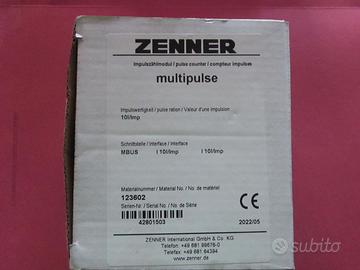 ZENNER
Impulszählmodul / pulse counter / compteur impulses
multipulse
Impulswertigkeit / pulse ration / Valeur d'une impulsion
10l/Imp
Schnittstelle / Interface / Interface
MBUS I 10l/Imp I 10l/Imp
Materialnummer / Material No. / No. de matériel
123602
Serien-Nr. / Serial No. / No. de Série
42801503
CE
2022/05
ZENNER International GmbH & Co. KG
Telefon +49 681 99676-0
Telefax +49 681 64394
www.zenner.de
subito